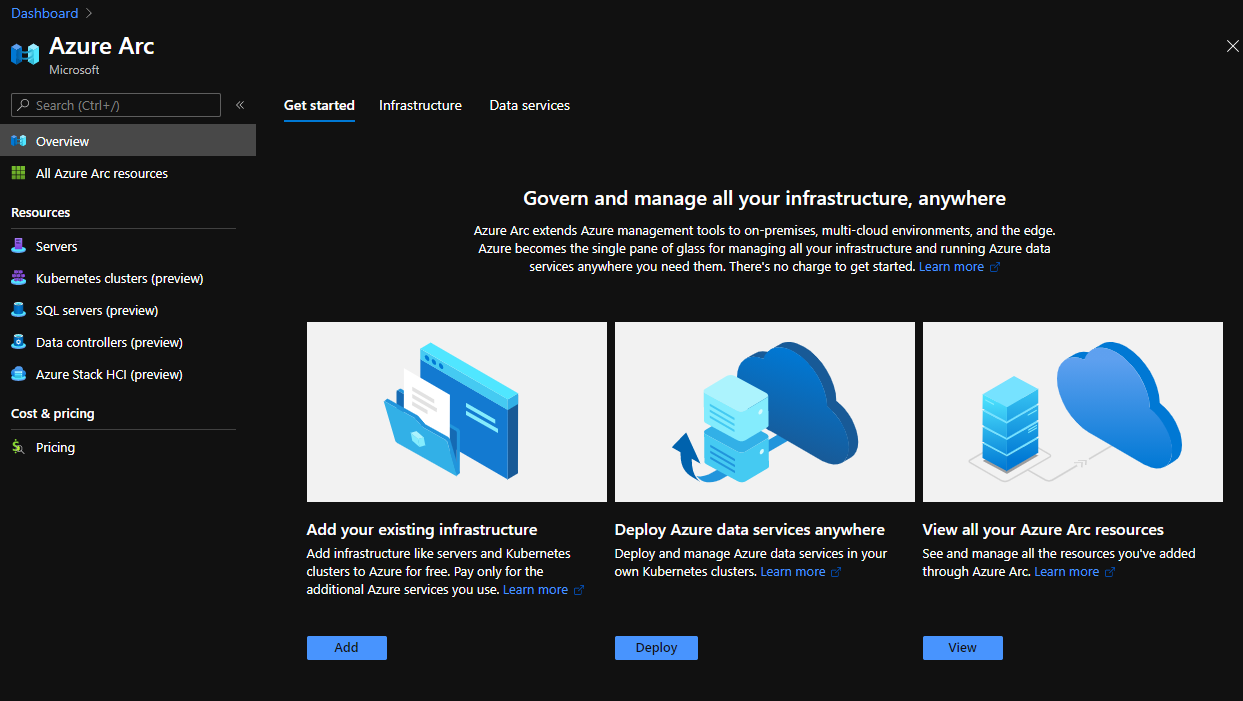 Dashboard
Azure Arc
Microsoft
Search (Ctrl+/)
Overview
All Azure Arc resources
Resources
Servers
Kubernetes clusters (preview)
SQL servers (preview)
Data controllers (preview)
Azure Stack HCI (preview)
Cost & pricing
Pricing
Get started Infrastructure Data services
Govern and manage all your infrastructure, anywhere
Azure Arc extends Azure management tools to on-premises, multi-cloud environments, and the edge.
Azure becomes the single pane of glass for managing all your infrastructure and running Azure data
services anywhere you need them. There's no charge to get started. Learn more
Add your existing infrastructure
Add infrastructure like servers and Kubernetes
clusters to Azure for free. Pay only for the
additional Azure services you use. Learn more
Add
Deploy Azure data services anywhere
Deploy and manage Azure data services in your
own Kubernetes clusters. Learn more
Deploy
View all your Azure Arc resources
See and manage all the resources you've added
through Azure Arc. Learn more
View